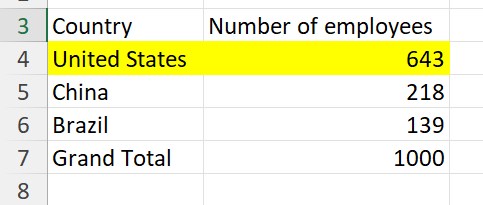 3 Country Number of employees
4 United States 643
5 China 218
6 Brazil 139
7 Grand Total 1000
8